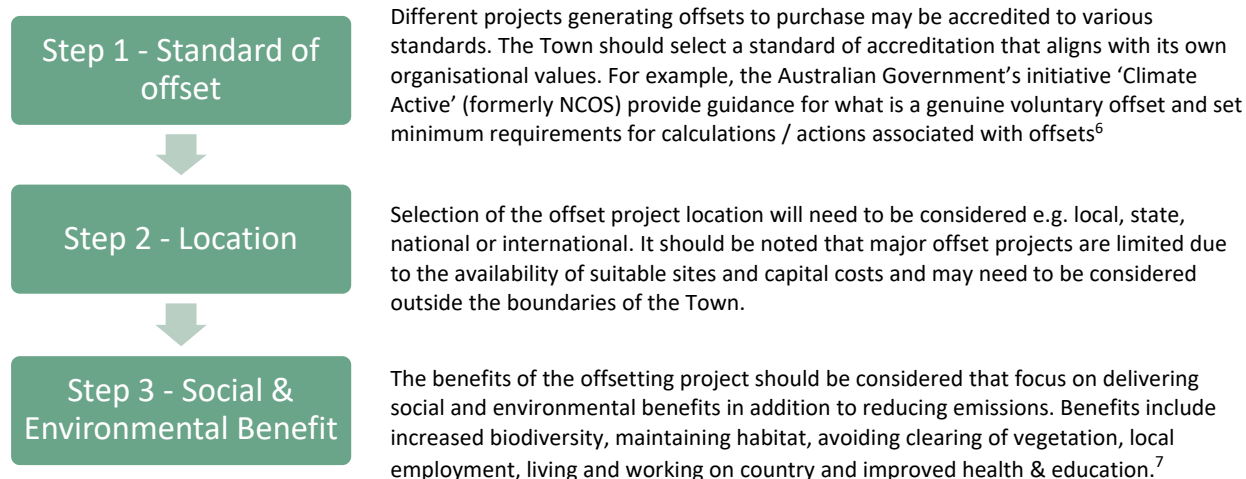 Step 1 - Standard of
offset
Different projects generating offsets to purchase may be accredited to various
standards. The Town should select a standard of accreditation that aligns with its own
organisational values. For example, the Australian Government’s initiative ‘Climate
Active’ (formerly NCOS) provide guidance for what is a genuine voluntary offset and set
minimum requirements for calculations / actions associated with offsets6
Step 2 - Location
Selection of the offset project location will need to be considered e.g. local, state,
national or international. It should be noted that major offset projects are limited due
to the availability of suitable sites and capital costs and may need to be considered
outside the boundaries of the Town.
Step 3 - Social &
Environmental Benefit
The benefits of the offsetting project should be considered that focus on delivering
social and environmental benefits in addition to reducing emissions. Benefits include
increased biodiversity, maintaining habitat, avoiding clearing of vegetation, local
employment, living and working on country and improved health & education.7